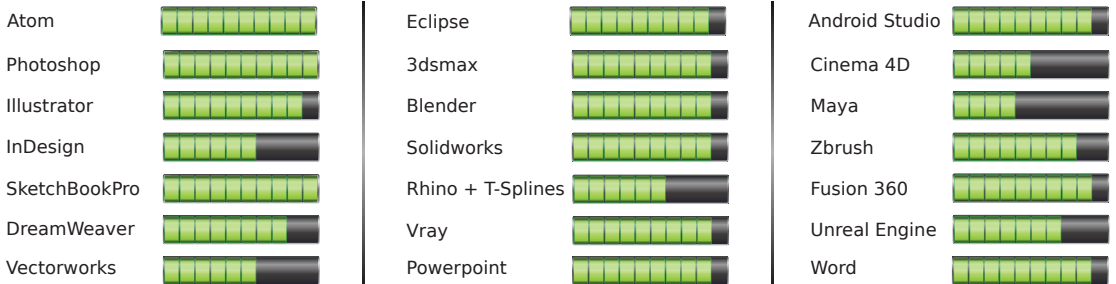 Atom
Photoshop
Illustrator
InDesign
SketchBookPro
DreamWeaver
Vectorworks
Eclipse
3dsmax
Blender
Solidworks
Rhino + T-Splines
Vray
Powerpoint
Android Studio
Cinema 4D
Maya
Zbrush
Fusion 360
Unreal Engine
Word